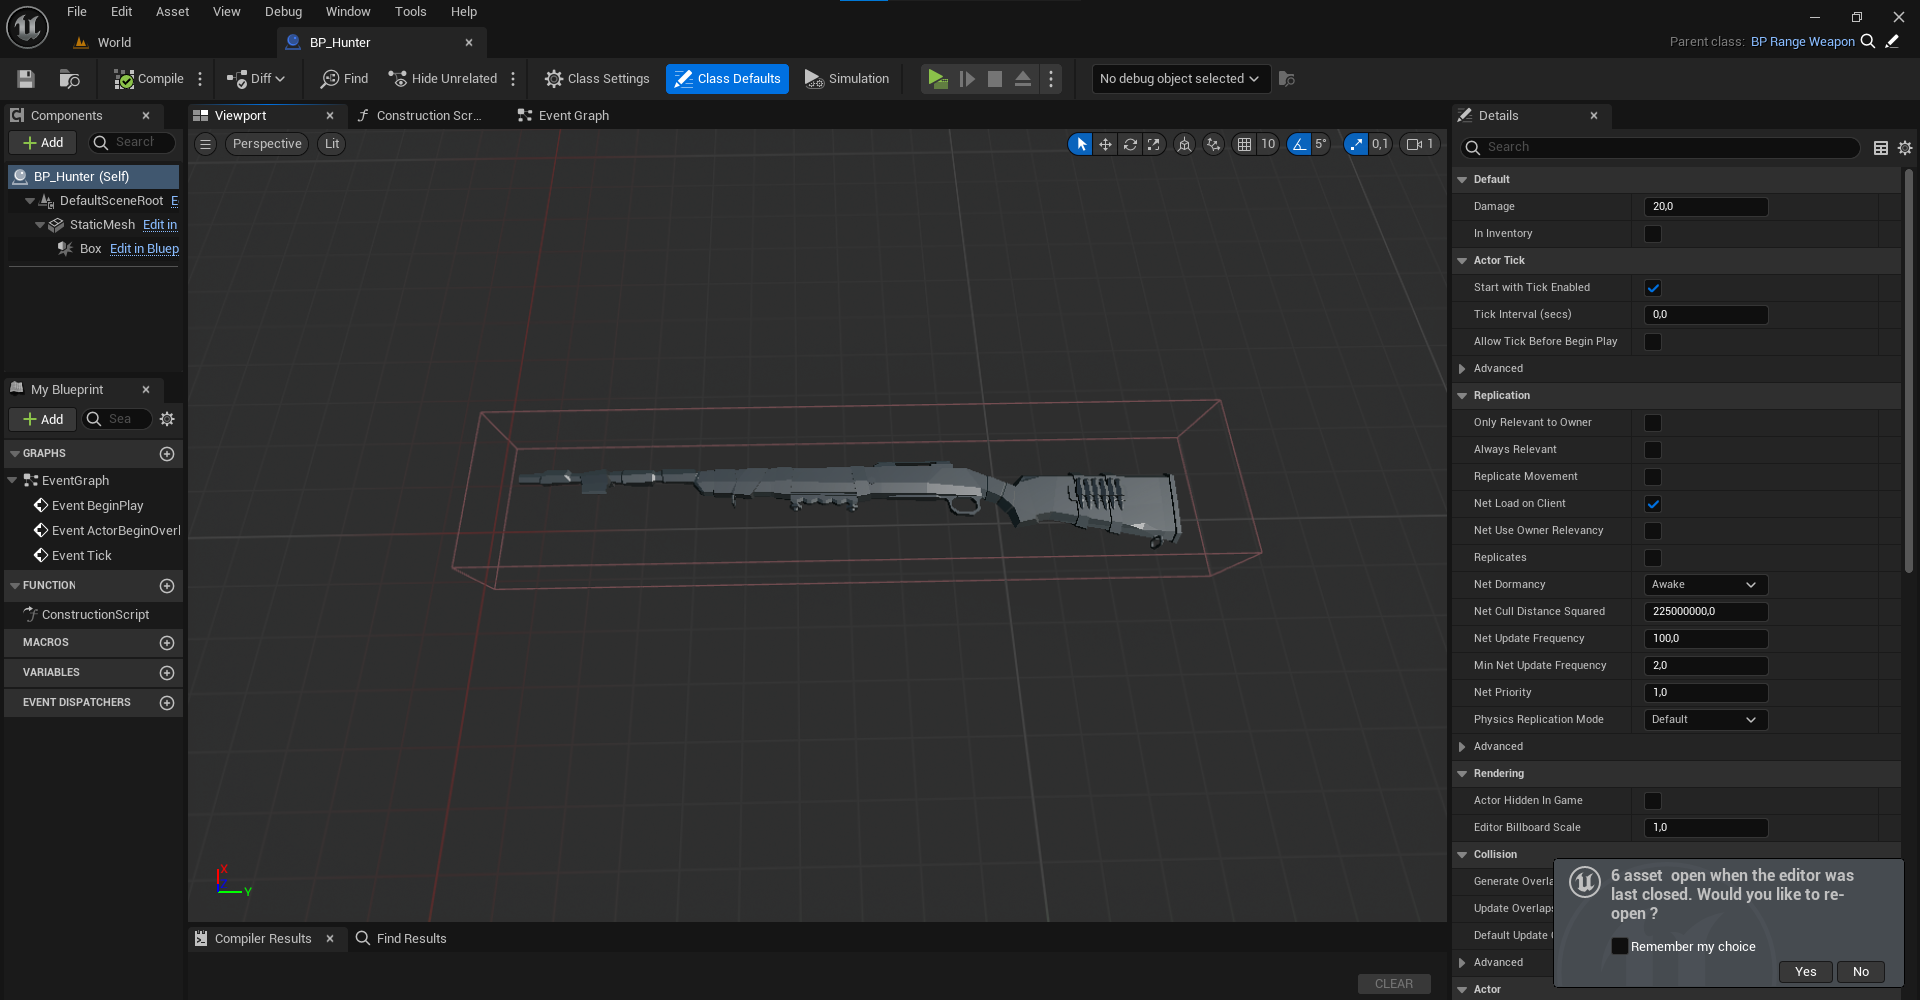 File Edit Asset View Debug Window Tools Help
World
BP_Hunter
Parent class: BP Range Weapon
Compile
Diff
Find
Hide Unrelated
Class Settings
Class Defaults
Simulation
No debug object selected
Components
Add
Search
BP_Hunter (Self)
DefaultSceneRoot E
StaticMesh Edit in
Box Edit in Bluep
My Blueprint
Add
Sea
GRAPHS
EventGraph
Event BeginPlay
Event ActorBeginOverl
Event Tick
FUNCTION
ConstructionScript
MACROS
VARIABLES
EVENT DISPATCHERS
Viewport
Construction Scr...
Event Graph
Perspective
Lit
10
5°
0,1
1
X
Y
Compiler Results
Find Results
CLEAR
Details
Search
Default
Damage 20,0
In Inventory
Actor Tick
Start with Tick Enabled
Tick Interval (secs) 0,0
Allow Tick Before Begin Play
Advanced
Replication
Only Relevant to Owner
Always Relevant
Replicate Movement
Net Load on Client
Net Use Owner Relevancy
Replicates
Net Dormancy Awake
Net Cull Distance Squared 225000000,0
Net Update Frequency 100,0
Min Net Update Frequency 2,0
Net Priority 1,0
Physics Replication Mode Default
Advanced
Rendering
Actor Hidden In Game
Editor Billboard Scale 1,0
Collision
Generate Overla
Update Overlap
Default Update
Advanced
Actor
6 asset open when the editor was
last closed. Would you like to re-
open ?
Remember my choice
Yes
No